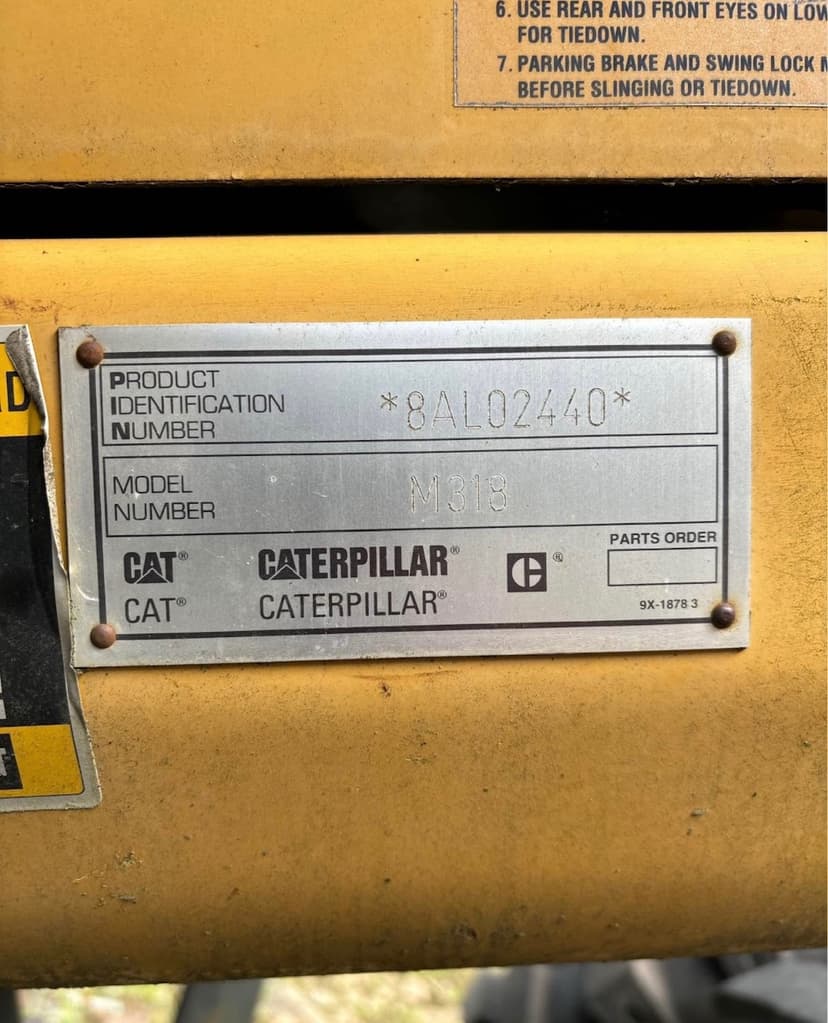 6. USE REAR AND FRONT EYES ON LOW
FOR TIEDOWN.
7. PARKING BRAKE AND SWING LOCK
BEFORE SLINGING OR TIEDOWN.
PRODUCT
IDENTIFICATION
NUMBER
*8AL02440*
MODEL
NUMBER
M318
CAT® CATERPILLAR® ®
PARTS ORDER
CAT® CATERPILLAR®
9X-1878 3